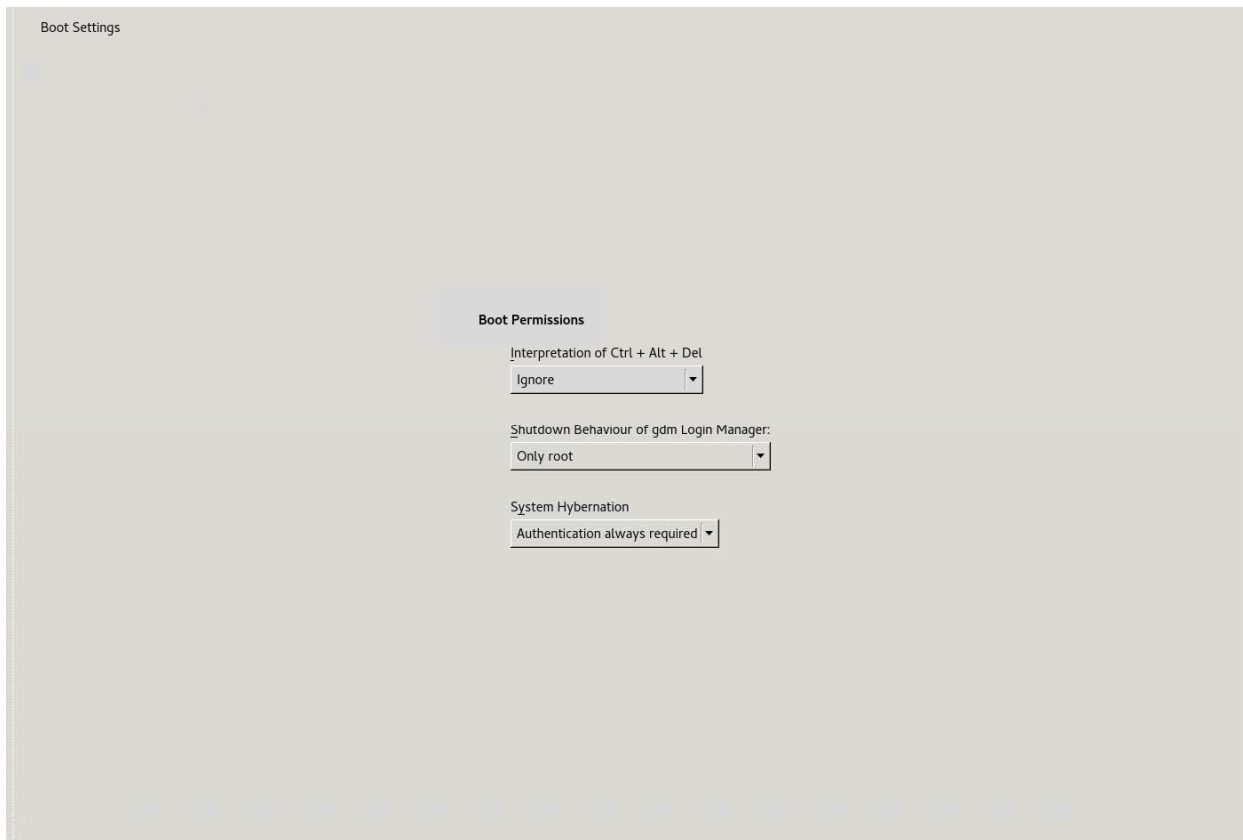 Boot Settings
Boot Permissions
Interpretation of Ctrl + Alt + Del
Ignore
Shutdown Behaviour of gdm Login Manager:
Only root
System Hybernation
Authentication always required